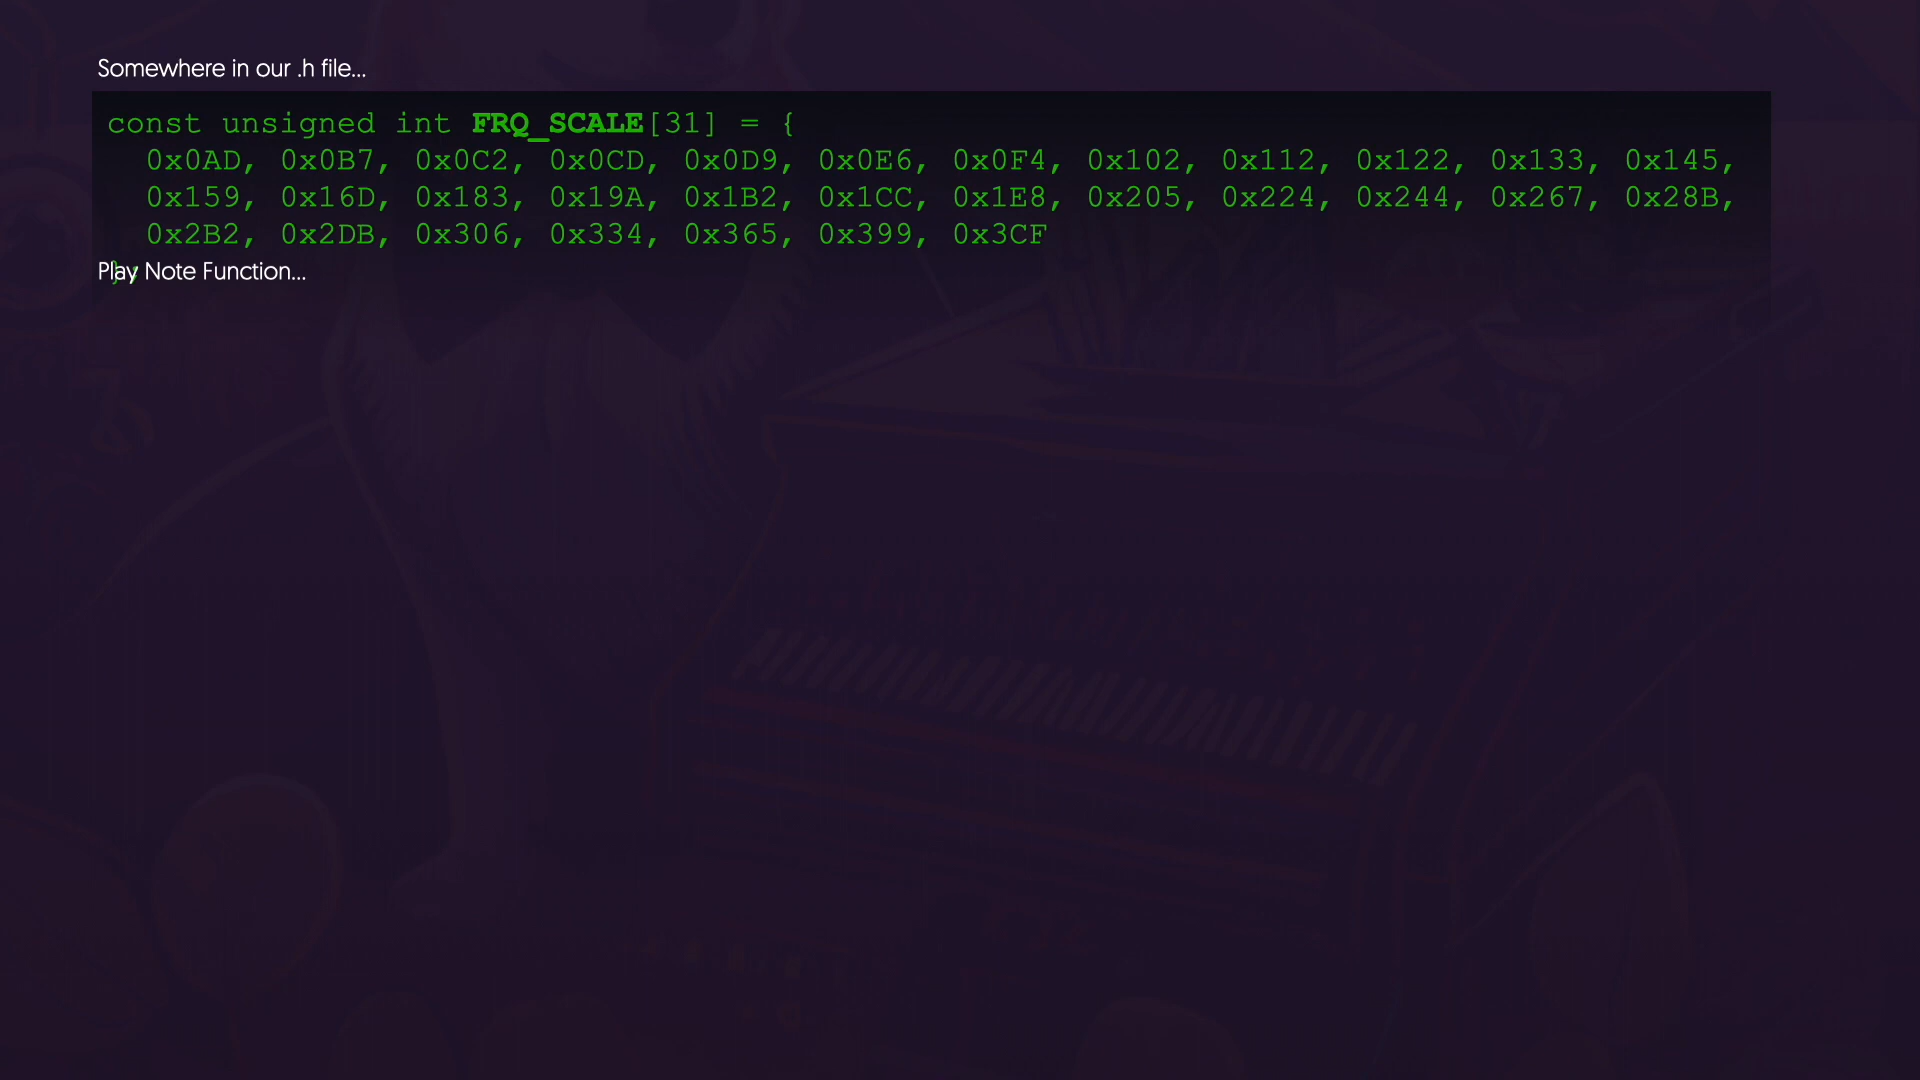 Somewhere in our .h file...
const unsigned int FRQ_SCALE[31] = {
0x0AD, 0x0B7, 0x0C2, 0x0CD, 0x0D9, 0x0E6, 0x0F4, 0x102, 0x112, 0x122, 0x133, 0x145,
0x159, 0x16D, 0x183, 0x19A, 0x1B2, 0x1CC, 0x1E8, 0x205, 0x224, 0x244, 0x267, 0x28B,
0x2B2, 0x2DB, 0x306, 0x334, 0x365, 0x399, 0x3CF
};
Play Note Function...